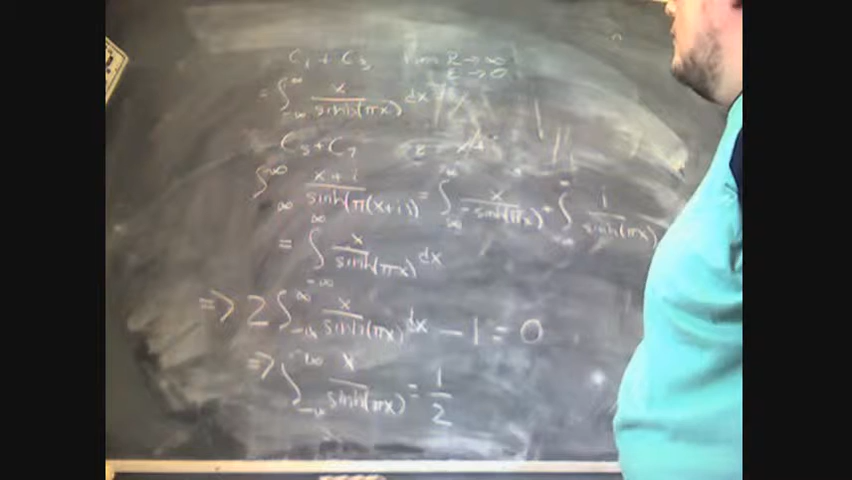 C₁ + C₃ lim R → ∞ ε → 0
= ∫_{-∞}^{∞} x / sinh(πx) dx
C₅ + C₇
∫_{∞}^{-∞} x + i / sinh(π(x+i)) = ∫_{-∞}^{∞} x / sinh(πx) + ∫ i / sinh(πx)
= ∫_{-∞}^{∞} x / sinh(πx) dx
=> 2 ∫_{-∞}^{∞} x / sinh(πx) dx - 1 = 0
=> ∫_{-∞}^{∞} x / sinh(πx) = 1 / 2